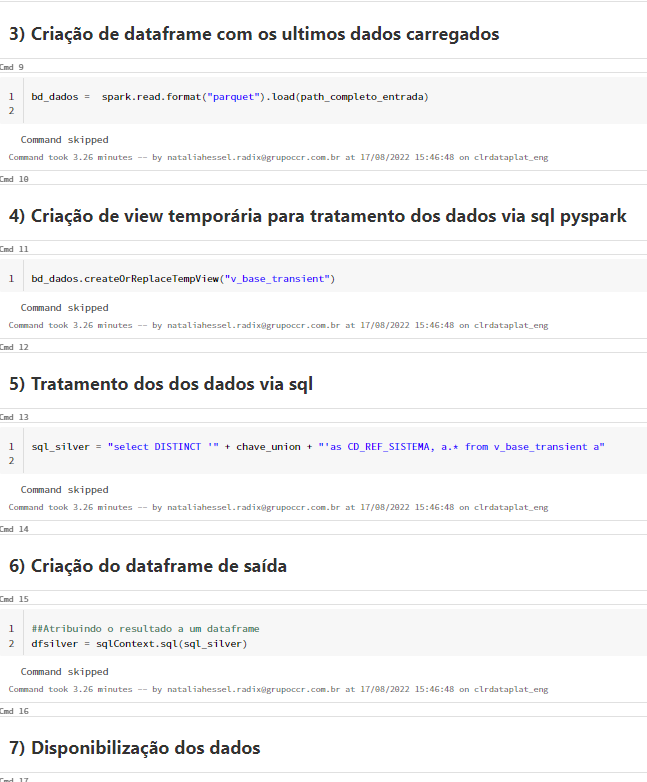 3) Criação de dataframe com os ultimos dados carregados
Cmd 9
1 bd_dados =  spark.read.format("parquet").load(path_completo_entrada)
2
Command skipped
Command took 3.26 minutes -- by nataliahessel.radix@grupoccr.com.br at 17/08/2022 15:46:48 on clrdataplat_eng
Cmd 10
4) Criação de view temporária para tratamento dos dados via sql pyspark
Cmd 11
1 bd_dados.createOrReplaceTempView("v_base_transient")
Command skipped
Command took 3.26 minutes -- by nataliahessel.radix@grupoccr.com.br at 17/08/2022 15:46:48 on clrdataplat_eng
Cmd 12
5) Tratamento dos dos dados via sql
Cmd 13
1 sql_silver = "select DISTINCT '" + chave_union + "'as CD_REF_SISTEMA, a.* from v_base_transient a"
2
Command skipped
Command took 3.26 minutes -- by nataliahessel.radix@grupoccr.com.br at 17/08/2022 15:46:48 on clrdataplat_eng
Cmd 14
6) Criação do dataframe de saída
Cmd 15
1 ##Atribuindo o resultado a um dataframe
2 dfsilver = sqlContext.sql(sql_silver)
Command skipped
Command took 3.26 minutes -- by nataliahessel.radix@grupoccr.com.br at 17/08/2022 15:46:48 on clrdataplat_eng
Cmd 16
7) Disponibilização dos dados
Cmd 17